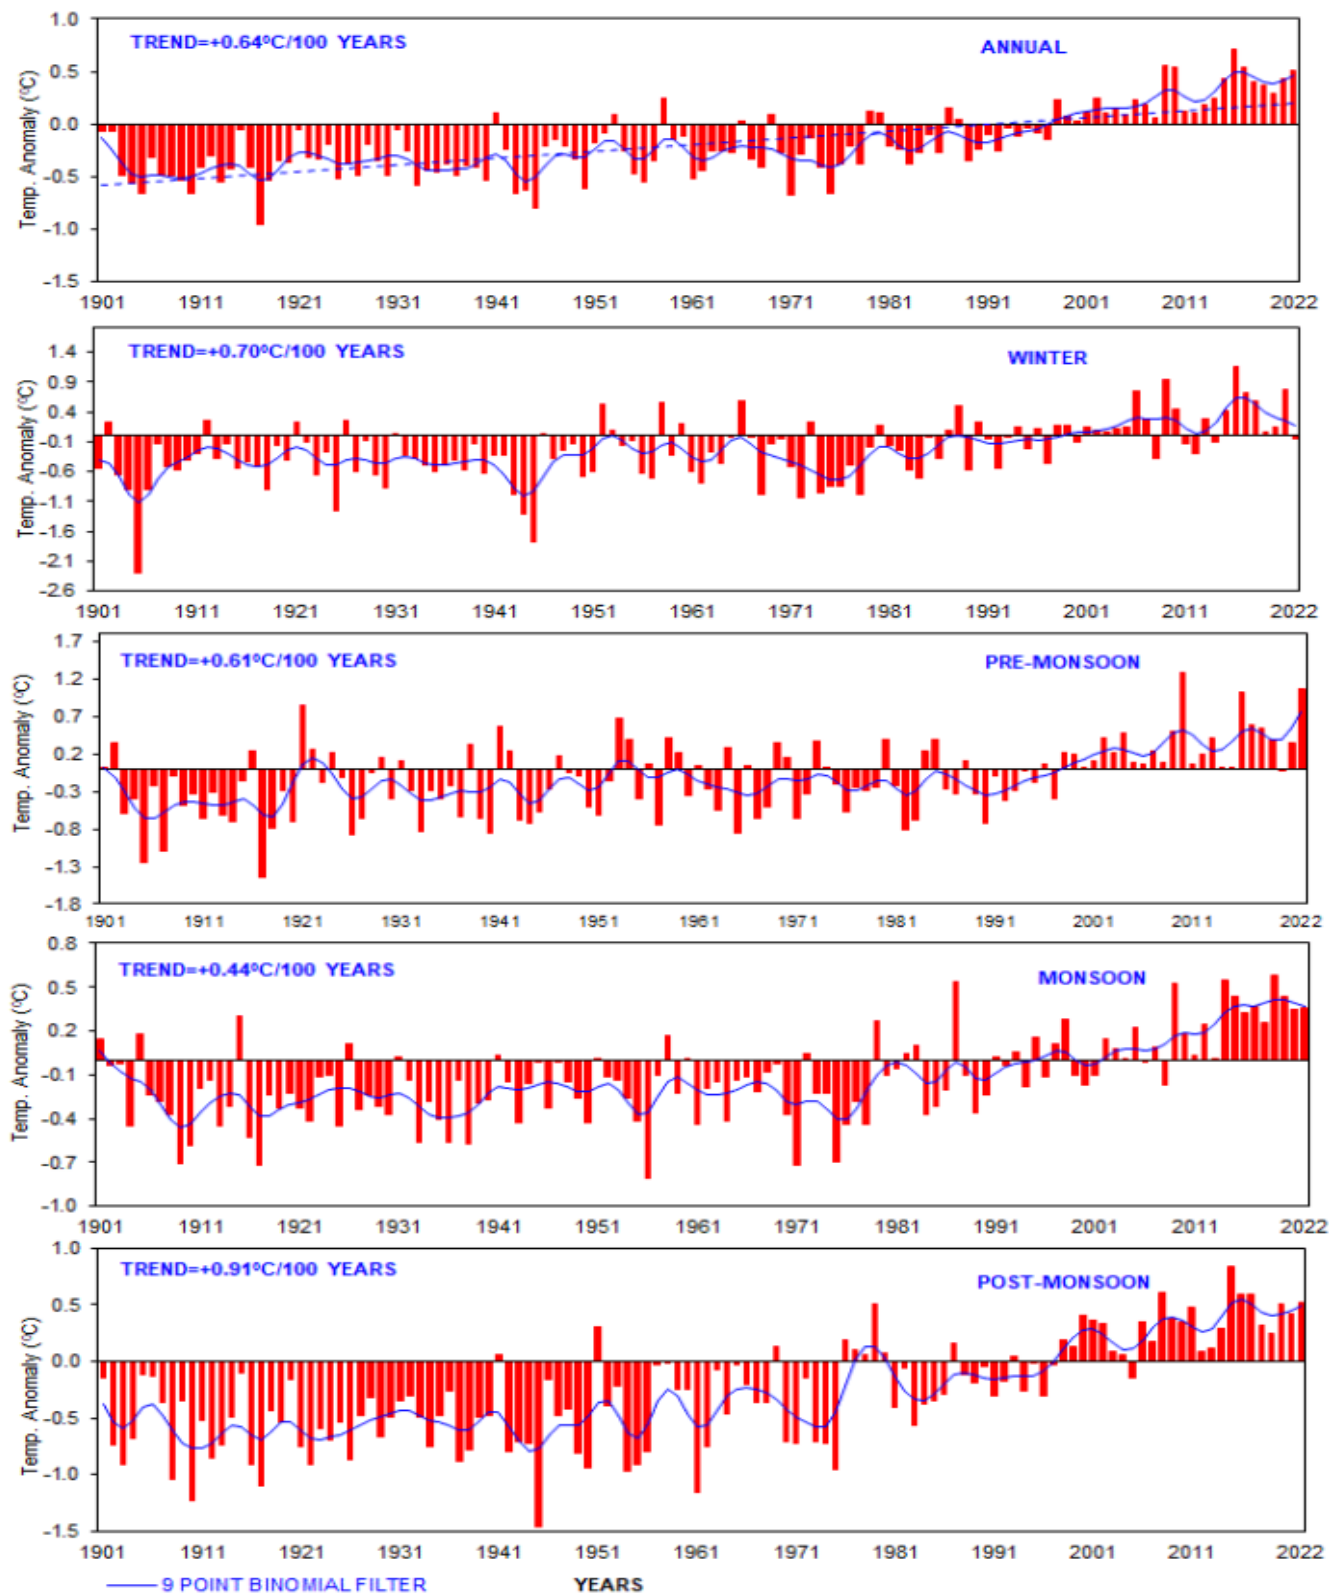 1.0
TREND=+0.64ºC/100 YEARS
ANNUAL
0.5
0.0
-0.5
-1.0
-1.5
Temp. Anomaly (ºC)
1901 1911 1921 1931 1941 1951 1961 1971 1981 1991 2001 2011 2022
TREND=+0.70ºC/100 YEARS
WINTER
1.4
0.9
0.4
-0.1
-0.6
-1.1
-1.6
-2.1
-2.6
Temp. Anomaly (ºC)
1901 1911 1921 1931 1941 1951 1961 1971 1981 1991 2001 2011 2022
1.7
TREND=+0.61ºC/100 YEARS
PRE-MONSOON
1.2
0.7
0.2
-0.3
-0.8
-1.3
-1.8
Temp. Anomaly (ºC)
1901 1911 1921 1931 1941 1951 1961 1971 1981 1991 2001 2011 2022
0.8
TREND=+0.44ºC/100 YEARS
MONSOON
0.5
0.2
-0.1
-0.4
-0.7
-1.0
Temp. Anomaly (ºC)
1901 1911 1921 1931 1941 1951 1961 1971 1981 1991 2001 2011 2022
1.0
TREND=+0.91ºC/100 YEARS
POST-MONSOON
0.5
0.0
-0.5
-1.0
-1.5
Temp. Anomaly (ºC)
1901 1911 1921 1931 1941 1951 1961 1971 1981 1991 2001 2011 2022
9 POINT BINOMIAL FILTER
YEARS